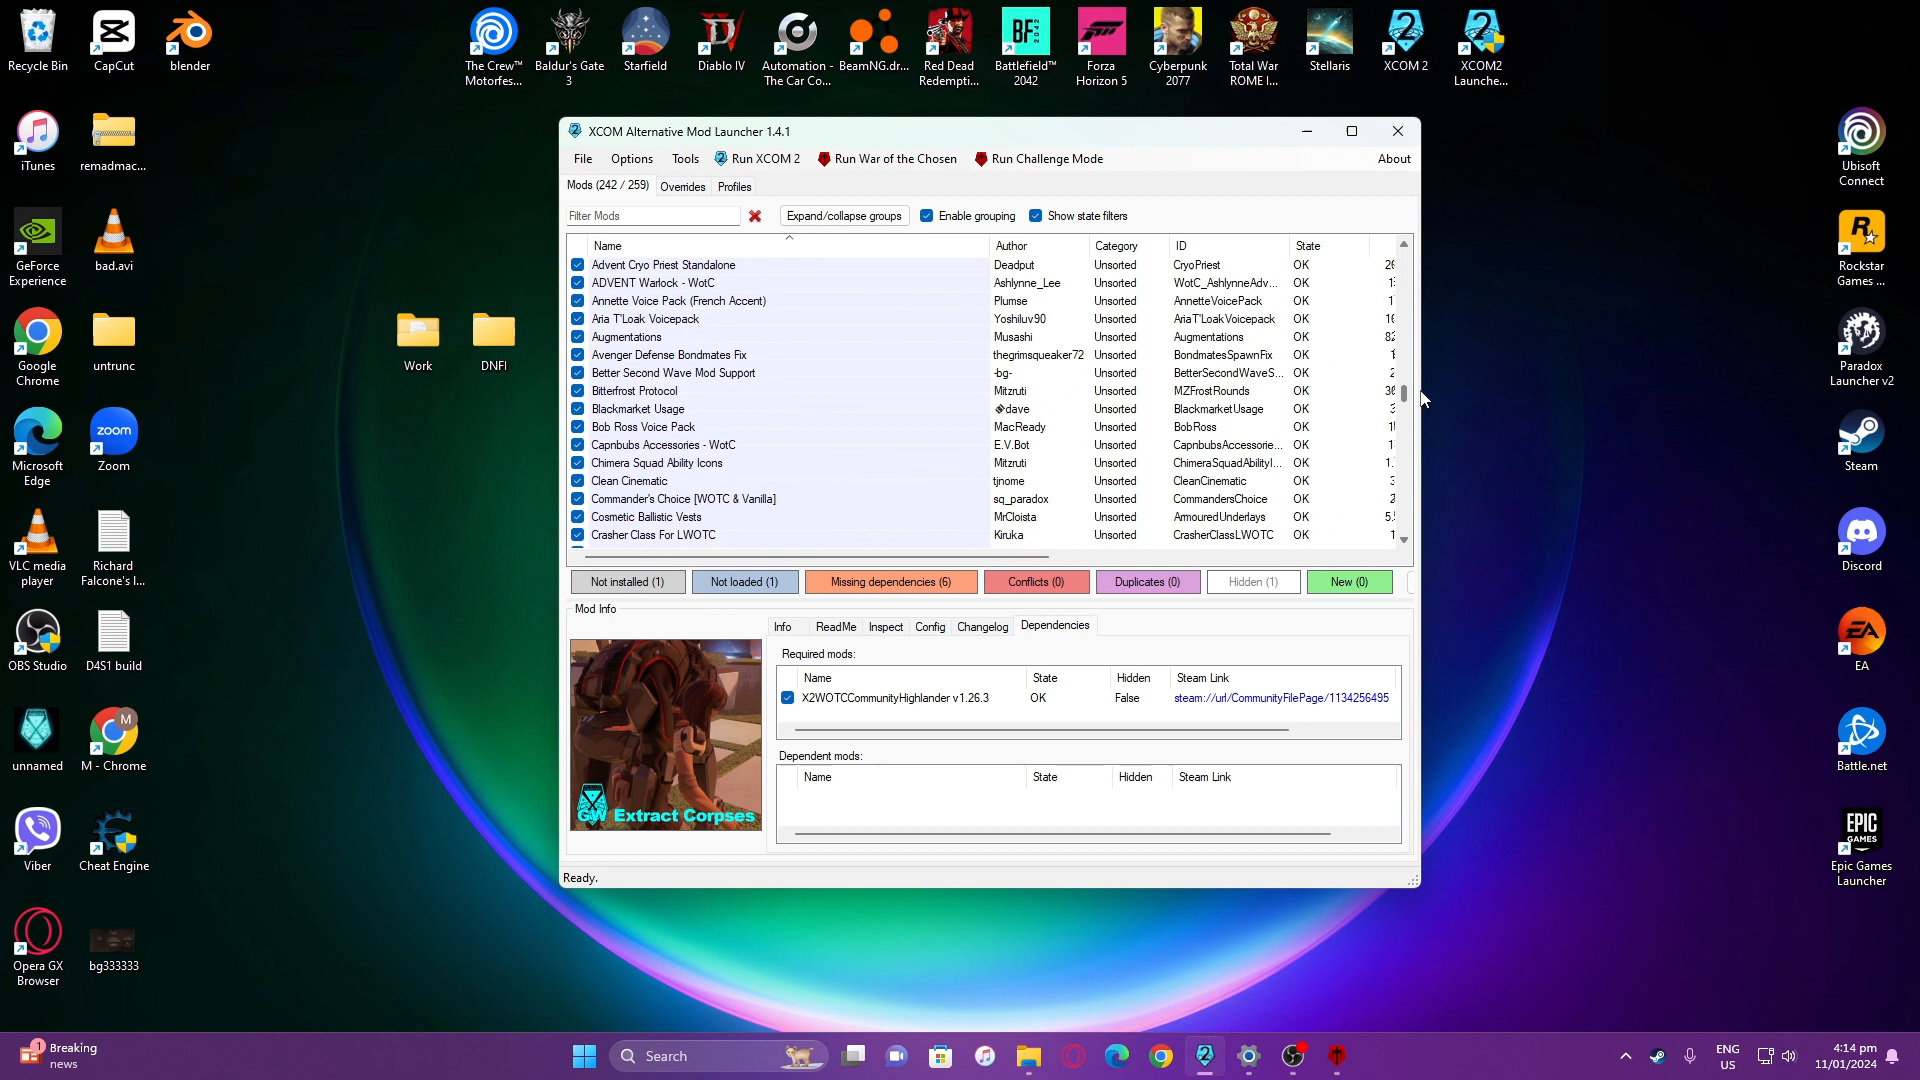 Recycle Bin
CapCut
blender
The Crew™ Motorfes...
Baldur's Gate 3
Starfield
Diablo IV
Automation - The Car Co...
BeamNG.dr...
Red Dead Redempti...
BF 2042
Battlefield™ 2042
Forza Horizon 5
Cyberpunk 2077
Total War ROME I...
Stellaris
XCOM 2
XCOM2 Launche...
iTunes
remadmac...
GeForce Experience
bad.avi
Google Chrome
untrunc
Work
DNFI
Microsoft Edge
zoom
Zoom
VLC media player
Richard Falcone's I...
OBS Studio
D4S1 build
unnamed
M
M - Chrome
Viber
Cheat Engine
Opera GX Browser
bg333333
XCOM Alternative Mod Launcher 1.4.1
File Options Tools Run XCOM 2 Run War of the Chosen Run Challenge Mode About
Mods (242 / 259) Overrides Profiles
Filter Mods Expand/collapse groups Enable grouping Show state filters
Name Author Category ID State
Advent Cryo Priest Standalone Deadput Unsorted CryoPriest OK
ADVENT Warlock - WotC Ashlynne_Lee Unsorted WotC_AshlynneAdv... OK
Annette Voice Pack (French Accent) Plumse Unsorted AnnetteVoicePack OK
Aria T'Loak Voicepack Yoshiluv90 Unsorted AriaT'LoakVoicepack OK
Augmentations Musashi Unsorted Augmentations OK
Avenger Defense Bondmates Fix thegrimsqueaker72 Unsorted BondmatesSpawnFix OK
Better Second Wave Mod Support -bg- Unsorted BetterSecondWaveS... OK
Bitterfrost Protocol Mitzruti Unsorted MZFrostRounds OK
Blackmarket Usage �dave Unsorted BlackmarketUsage OK
Bob Ross Voice Pack MacReady Unsorted BobRoss OK
Capnbubs Accessories - WotC E.V.Bot Unsorted CapnbubsAccessorie... OK
Chimera Squad Ability Icons Mitzruti Unsorted ChimeraSquadAbilityI... OK
Clean Cinematic tjnome Unsorted CleanCinematic OK
Commander's Choice [WOTC & Vanilla] sq_paradox Unsorted CommandersChoice OK
Cosmetic Ballistic Vests MrCloista Unsorted ArmouredUnderlays OK
Crasher Class For LWOTC Kiruka Unsorted CrasherClassLWOTC OK
Not installed (1) Not loaded (1) Missing dependencies (6) Conflicts (0) Duplicates (0) Hidden (1) New (0)
Mod Info
Info ReadMe Inspect Config Changelog Dependencies
Required mods:
Name State Hidden Steam Link
X2WOTCCommunityHighlander v1.26.3 OK False steam://url/CommunityFilePage/1134256495
Dependent mods:
Name State Hidden Steam Link
GW Extract Corpses
Ready.
Ubisoft Connect
Rockstar Games ...
Paradox Launcher v2
Steam
Discord
EA
EA
Battle.net
EPIC GAMES
Epic Games Launcher
1
Breaking news
Search
ENG US
4:14 pm
11/01/2024